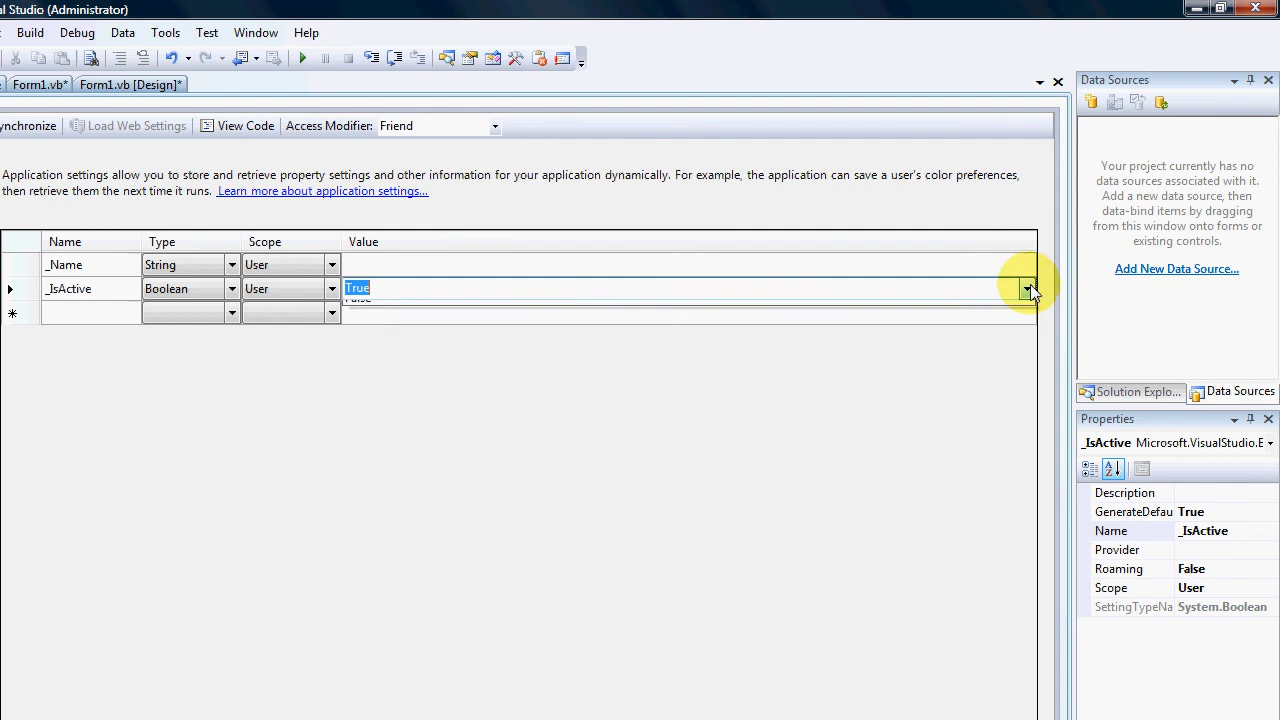 al Studio (Administrator)
Build Debug Data Tools Test Window Help
Form1.vb* Form1.vb [Design]*
ynchronize Load Web Settings View Code Access Modifier: Friend
Application settings allow you to store and retrieve property settings and other information for your application dynamically. For example, the application can save a user's color preferences,
then retrieve them the next time it runs. Learn more about application settings...
Name Type Scope Value
_Name String User
_IsActive Boolean User True
False
Data Sources
Your project currently has no
data sources associated with it.
Add a new data source, then
data-bind items by dragging
from this window onto forms or
existing controls.
Add New Data Source...
Solution Explo... Data Sources
Properties
_IsActive Microsoft.VisualStudio.E
Description
GenerateDefau True
Name _IsActive
Provider
Roaming False
Scope User
SettingTypeNa System.Boolean